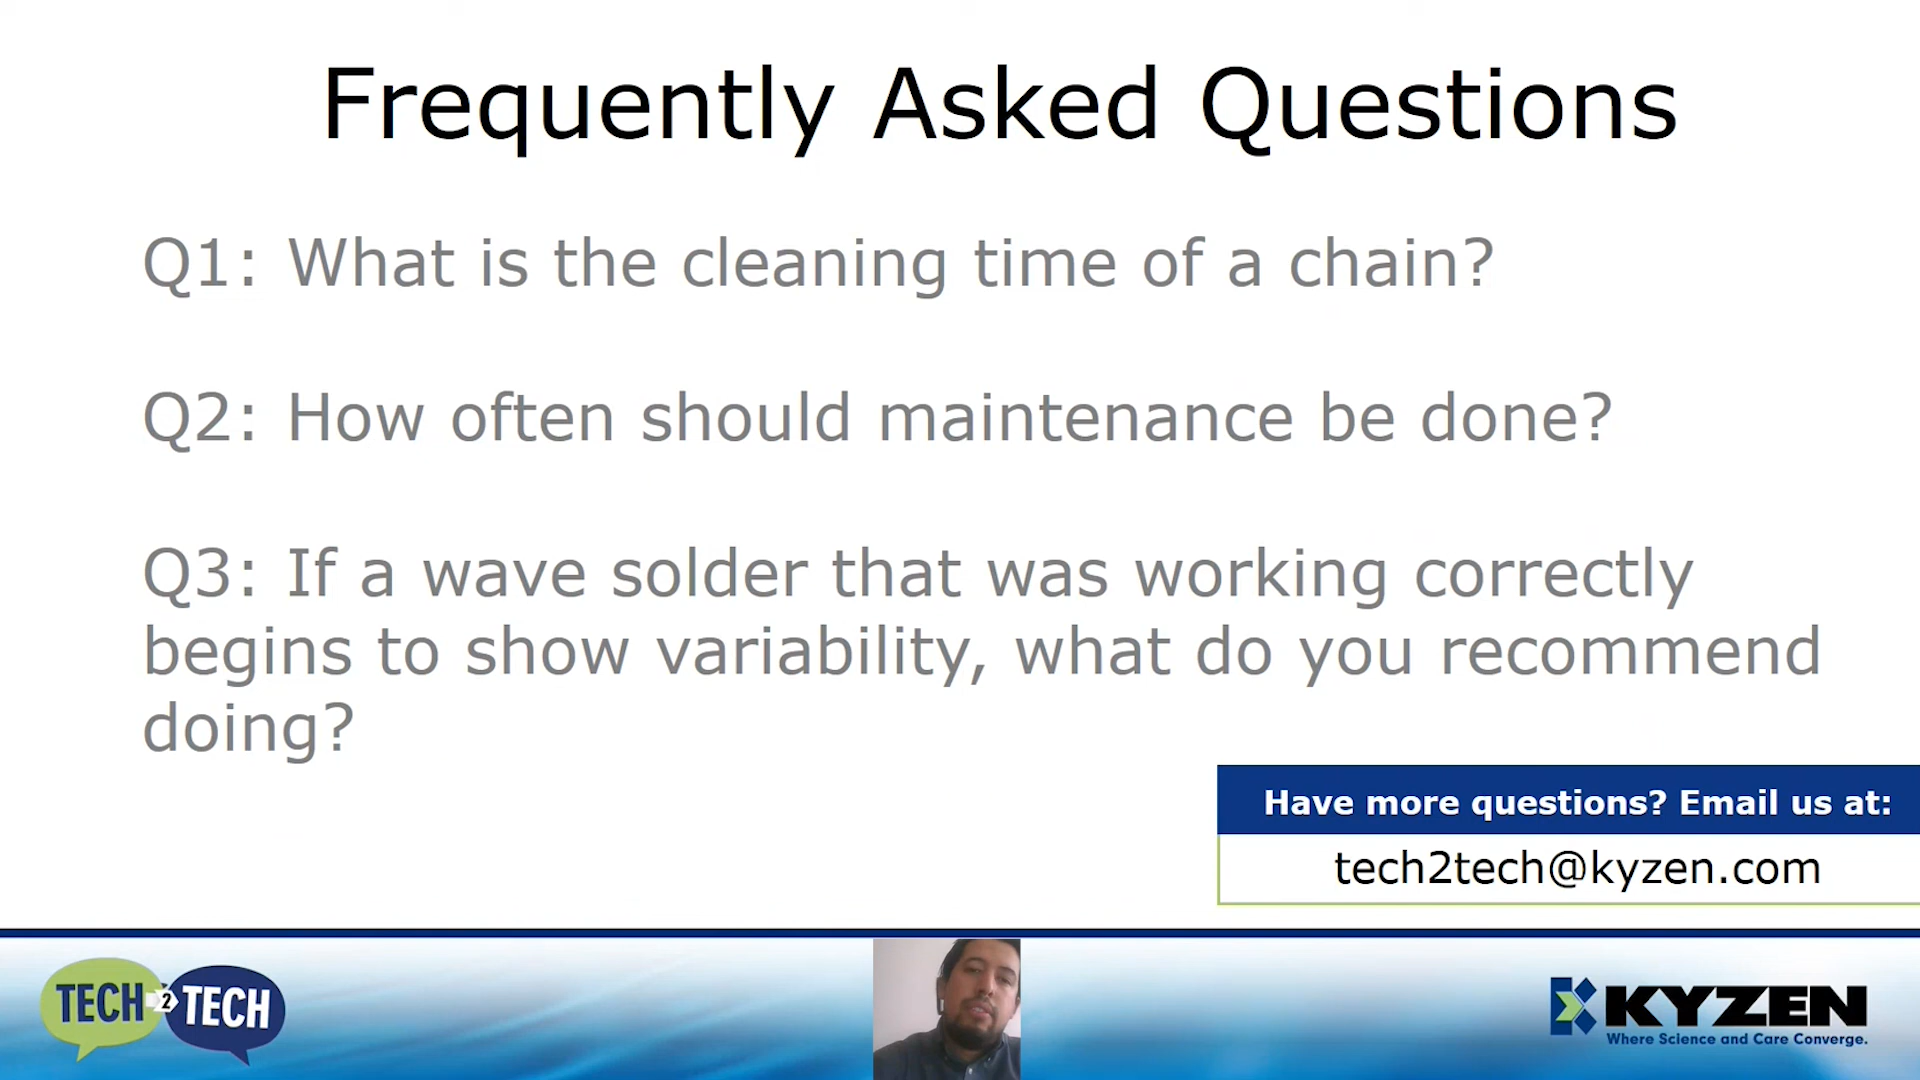 Frequently Asked Questions
Q1: What is the cleaning time of a chain?
Q2: How often should maintenance be done?
Q3: If a wave solder that was working correctly
begins to show variability, what do you recommend
doing?
Have more questions? Email us at:
tech2tech@kyzen.com
TECH 2 TECH
KYZEN
Where Science and Care Converge.